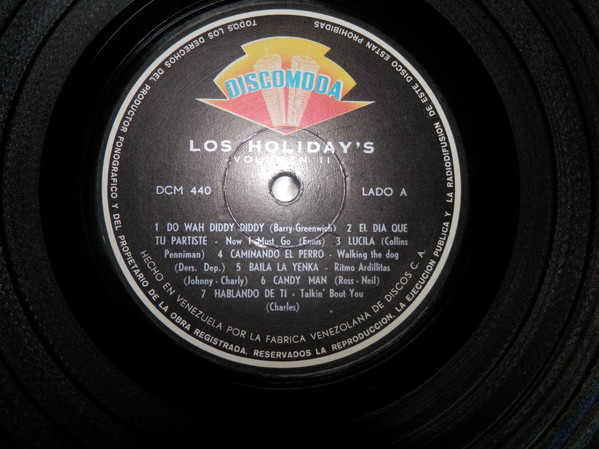 TODOS LOS DERECHOS DEL PRODUCTOR FONOGRAFICO Y DEL PROPIETARIO DE LA OBRA REGISTRADA. RESERVADOS LA REPRODUCCION, LA EJECUCION PUBLICA Y LA RADIODIFUSION DE ESTE DISCO ESTAN PROHIBIDAS
DISCOMODA
LOS HOLIDAY'S
VOLUMEN II
DCM 440
LADO A
1 DO WAH DIDDY DIDDY (Barry-Greenwich) 2 EL DIA QUE
TU PARTISTE - Now I Must Go (Ennis) 3 LUCILA (Collins
Penniman) 4 CAMINANDO EL PERRO - Walking the dog
(Ders. Dep.) 5 BAILA LA YENKA - Ritmo Ardillitas
(Johnny - Charly) 6 CANDY MAN (Ross - Neil)
7 HABLANDO DE TI - Talkin' Bout You
(Charles)
HECHO EN VENEZUELA POR LA FABRICA VENEZOLANA DE DISCOS C. A.